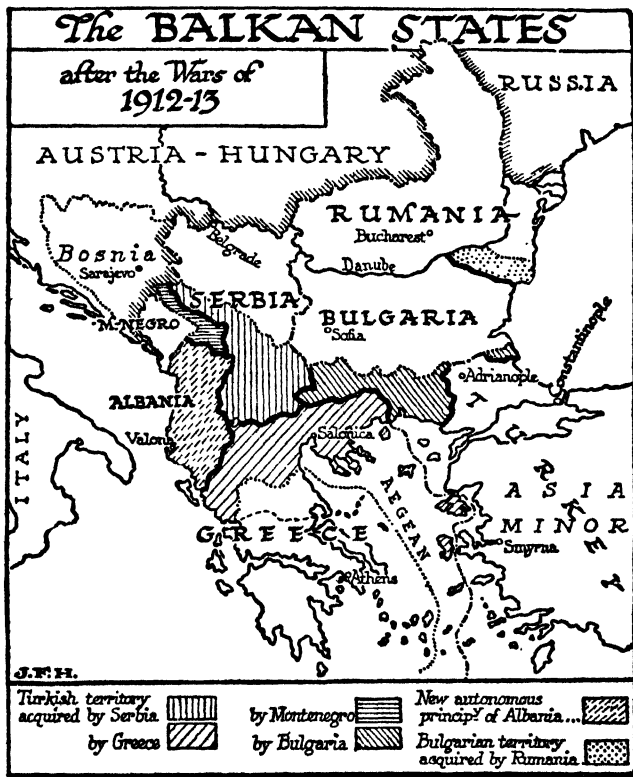 The BALKAN STATES
after the Wars of
1912-13
RUSSIA
AUSTRIA - HUNGARY
RUMANIA
Bucharest
Belgrade
Bosnia
Sarajevo
Danube
SERBIA
M.NEGRO
BULGARIA
Sofia
Constantinople
Adrianople
ALBANIA
Valona
Salonica
ITALY
TURKEY
AEGEAN
ASIA
MINOR
GREECE
Smyrna
Athens
J.F.H.
Turkish territory
acquired by Serbia
by Greece
by Montenegro
by Bulgaria
New autonomous
princip? of Albania...
Bulgarian territory
acquired by Rumania